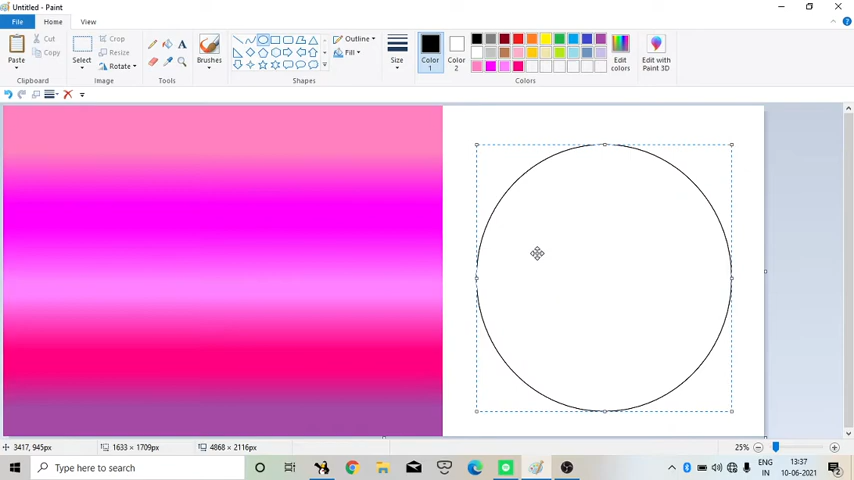 Untitled - Paint
File Home View
Paste
Cut
Copy
Clipboard
Select
Crop
Resize
Rotate
Image
A
Tools
Brushes
Shapes
Outline
Fill
Size
Color
1
Color
2
Edit
colors
Colors
Edit with
Paint 3D
3417, 945px
1633 × 1709px
4868 × 2116px
25%
Type here to search
ENG
IN
13:37
10-06-2021
2